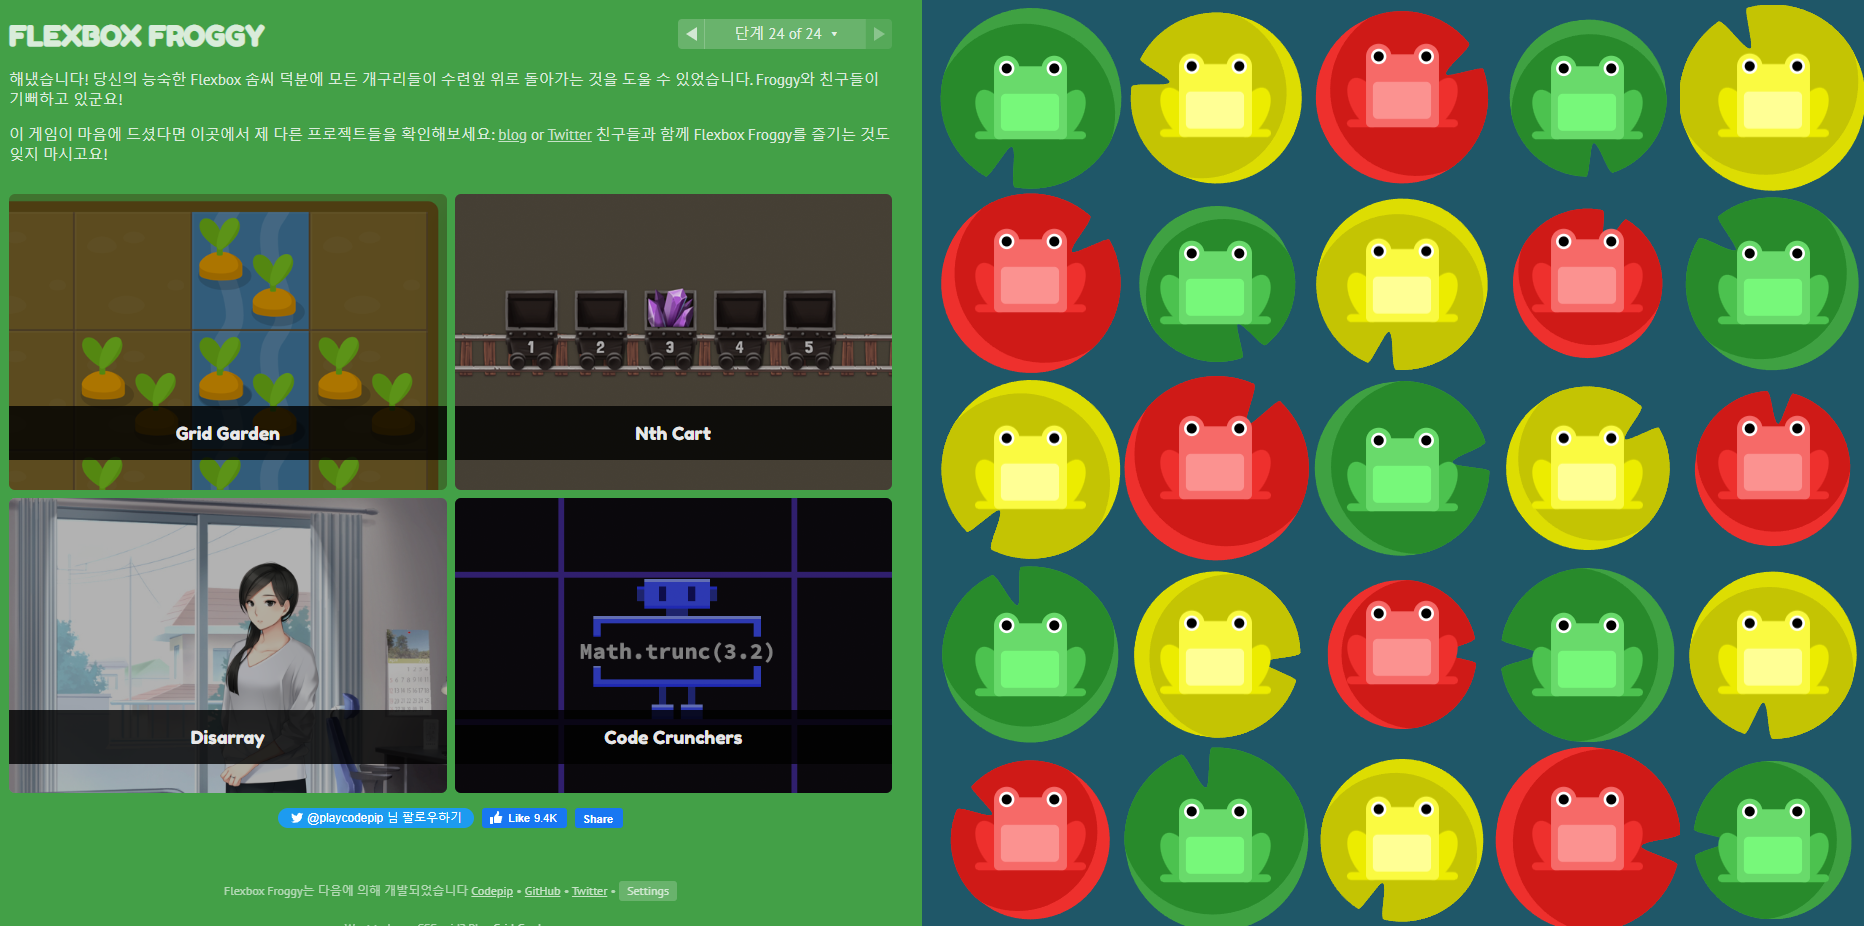 FLEXBOX FROGGY
◀ 단계 24 of 24 ▾ ▶
해냈습니다! 당신의 능숙한 Flexbox 솜씨 덕분에 모든 개구리들이 수련잎 위로 돌아가는 것을 도울 수 있었습니다. Froggy와 친구들이
기뻐하고 있군요!
이 게임이 마음에 드셨다면 이곳에서 제 다른 프로젝트들을 확인해보세요: blog or Twitter 친구들과 함께 Flexbox Froggy를 즐기는 것도
잊지 마시고요!
1 2 3 4 5
Grid Garden
Nth Cart
Math.trunc(3.2)
Disarray
Code Crunchers
@playcodepip 님 팔로우하기
Like 9.4K
Share
Flexbox Froggy는 다음에 의해 개발되었습니다 Codepip • GitHub • Twitter • Settings